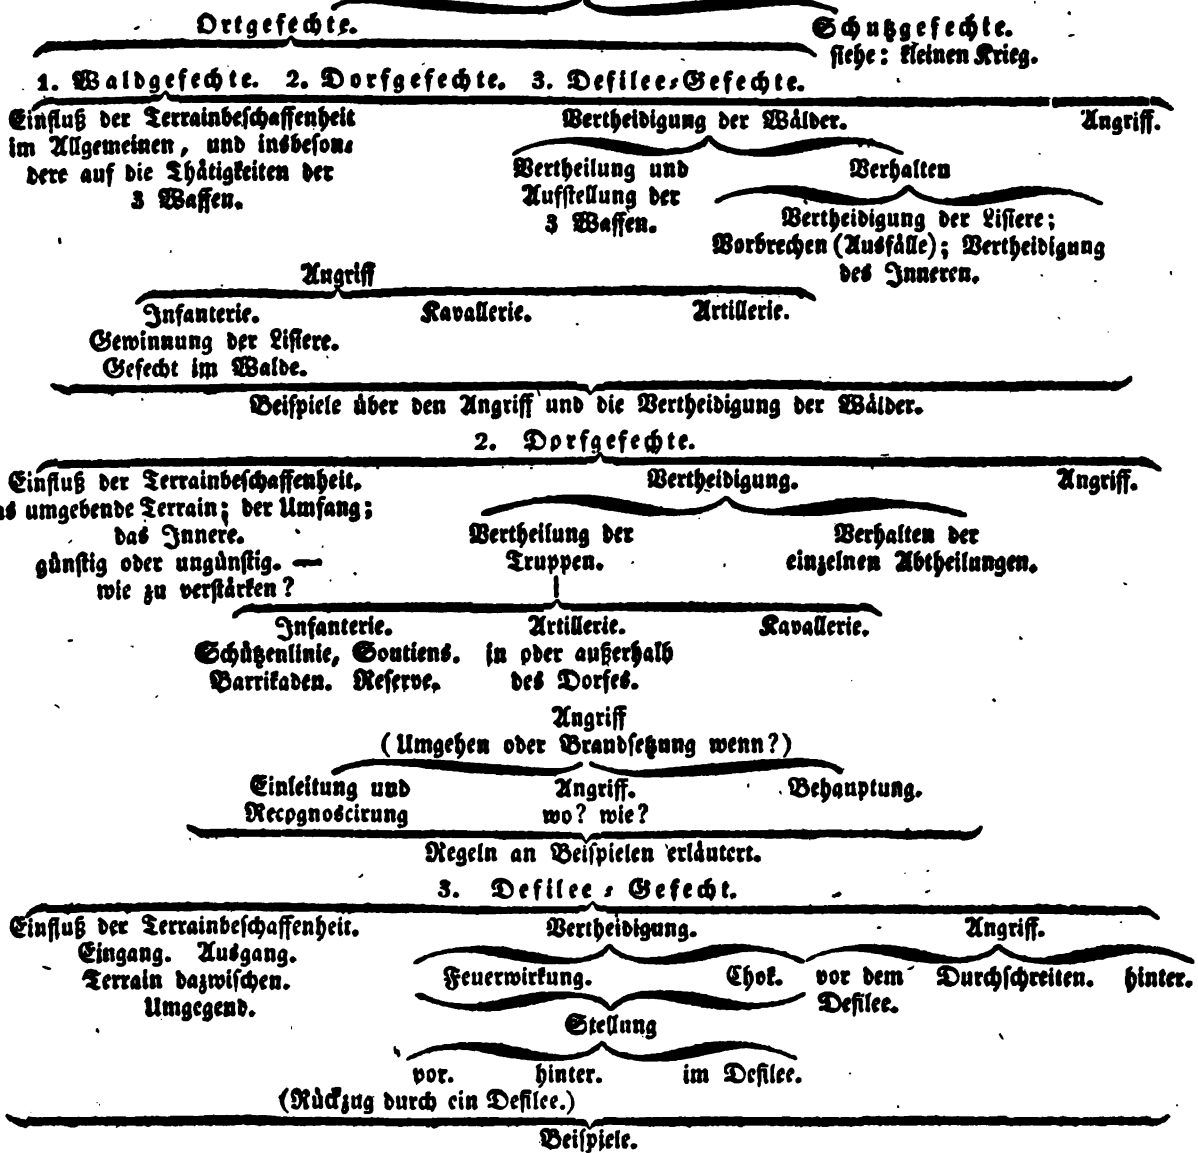 Ortgefechte. Schutzgefechte.
siehe: kleinen Krieg.
1. Waldgefechte. 2. Dorfgefechte. 3. Defilee-Gefechte.
Einfluß der Terrainbeschaffenheit Vertheidigung der Wälder. Angriff.
im Allgemeinen, und insbeson-
dere auf die Thätigkeiten der Vertheilung und Verhalten
3 Waffen. Aufstellung der
3 Waffen. Vertheidigung der Lisiere;
Vorbrechen (Ausfälle); Vertheidigung
des Inneren.
Angriff
Infanterie. Kavallerie. Artillerie.
Gewinnung der Lisiere.
Gefecht im Walde.
Beispiele über den Angriff und die Vertheidigung der Wälder.
2. Dorfgefechte.
Einfluß der Terrainbeschaffenheit. Vertheidigung. Angriff.
as umgebende Terrain; der Umfang;
das Innere. Vertheilung der Verhalten der
günstig oder ungünstig. — Truppen. einzelnen Abtheilungen.
wie zu verstärken?
Infanterie. Artillerie. Kavallerie.
Schützenlinie, Soutiens. in oder außerhalb
Barrikaden. Reserve. des Dorfes.
Angriff
(Umgehen oder Brandsetzung wenn?)
Einleitung und Angriff. Behauptung.
Recognoscirung wo? wie?
Regeln an Beispielen erläutert.
3. Defilee-Gefecht.
Einfluß der Terrainbeschaffenheit. Vertheidigung. Angriff.
Eingang. Ausgang.
Terrain dazwischen. Feuerwirkung. Chok. vor dem Durchschreiten. hinter.
Umgegend. Defilee.
Stellung
vor. hinter. im Defilee.
(Rückzug durch ein Defilee.)
Beispiele.